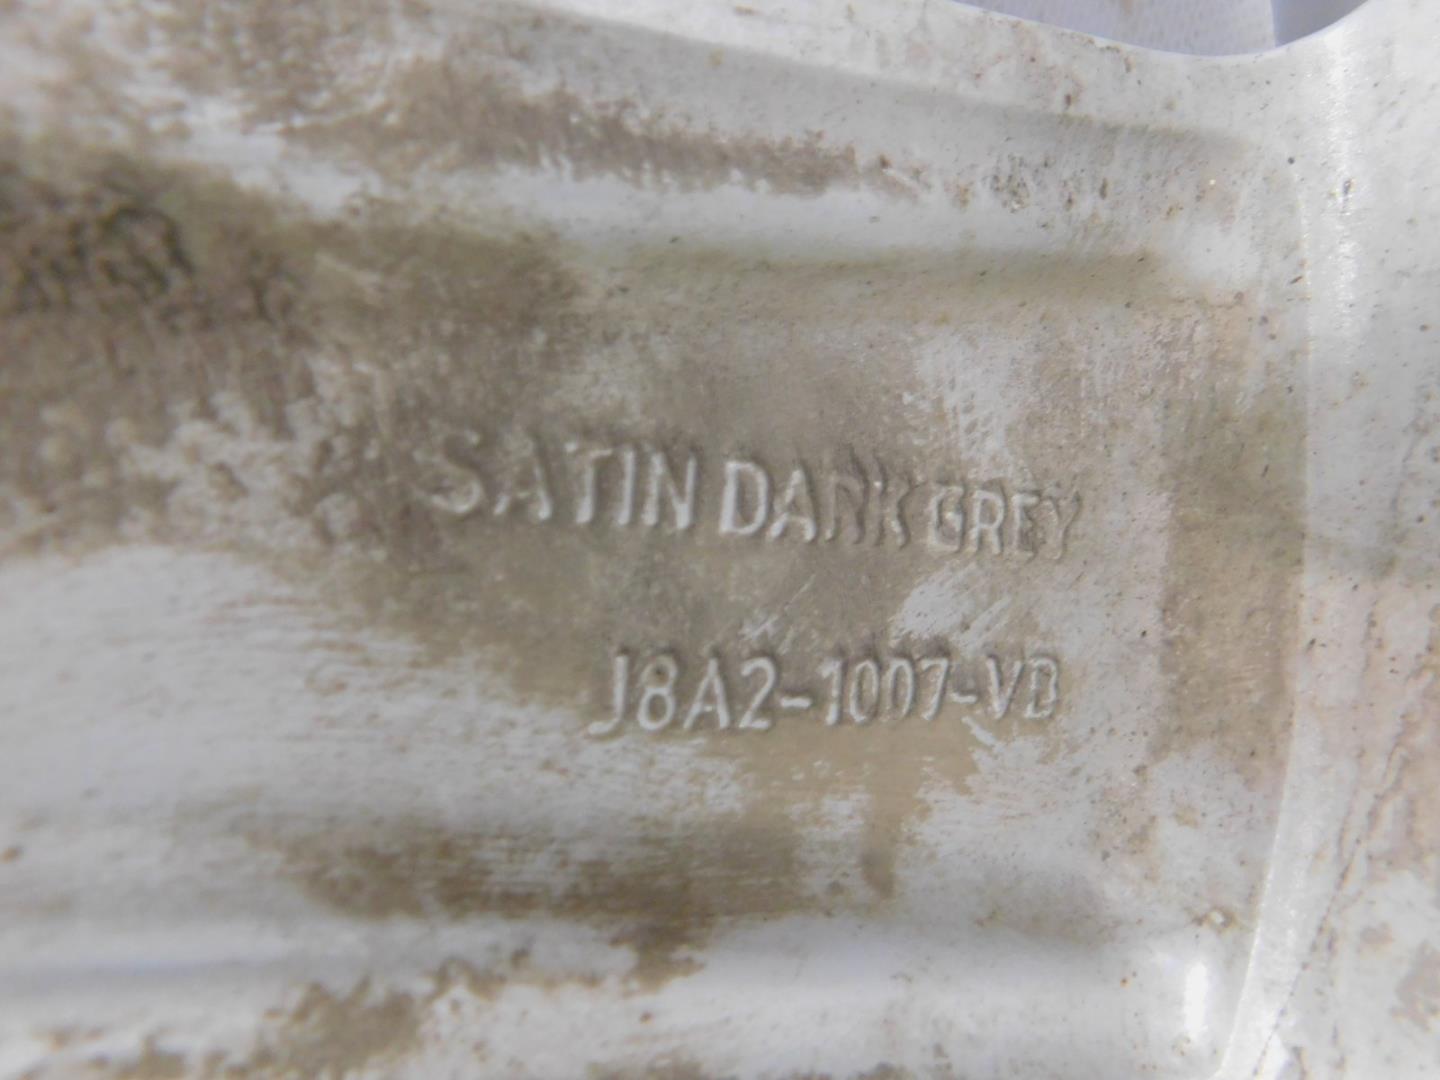 SATIN DARK GREY
J8A2-1007-VB